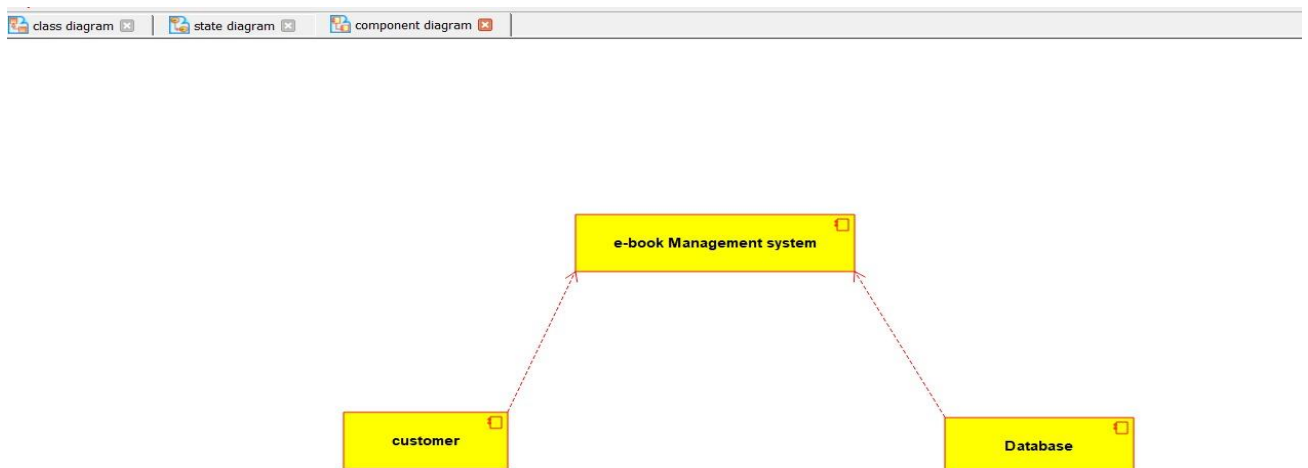 class diagram
state diagram
component diagram
e-book Management system
customer
Database